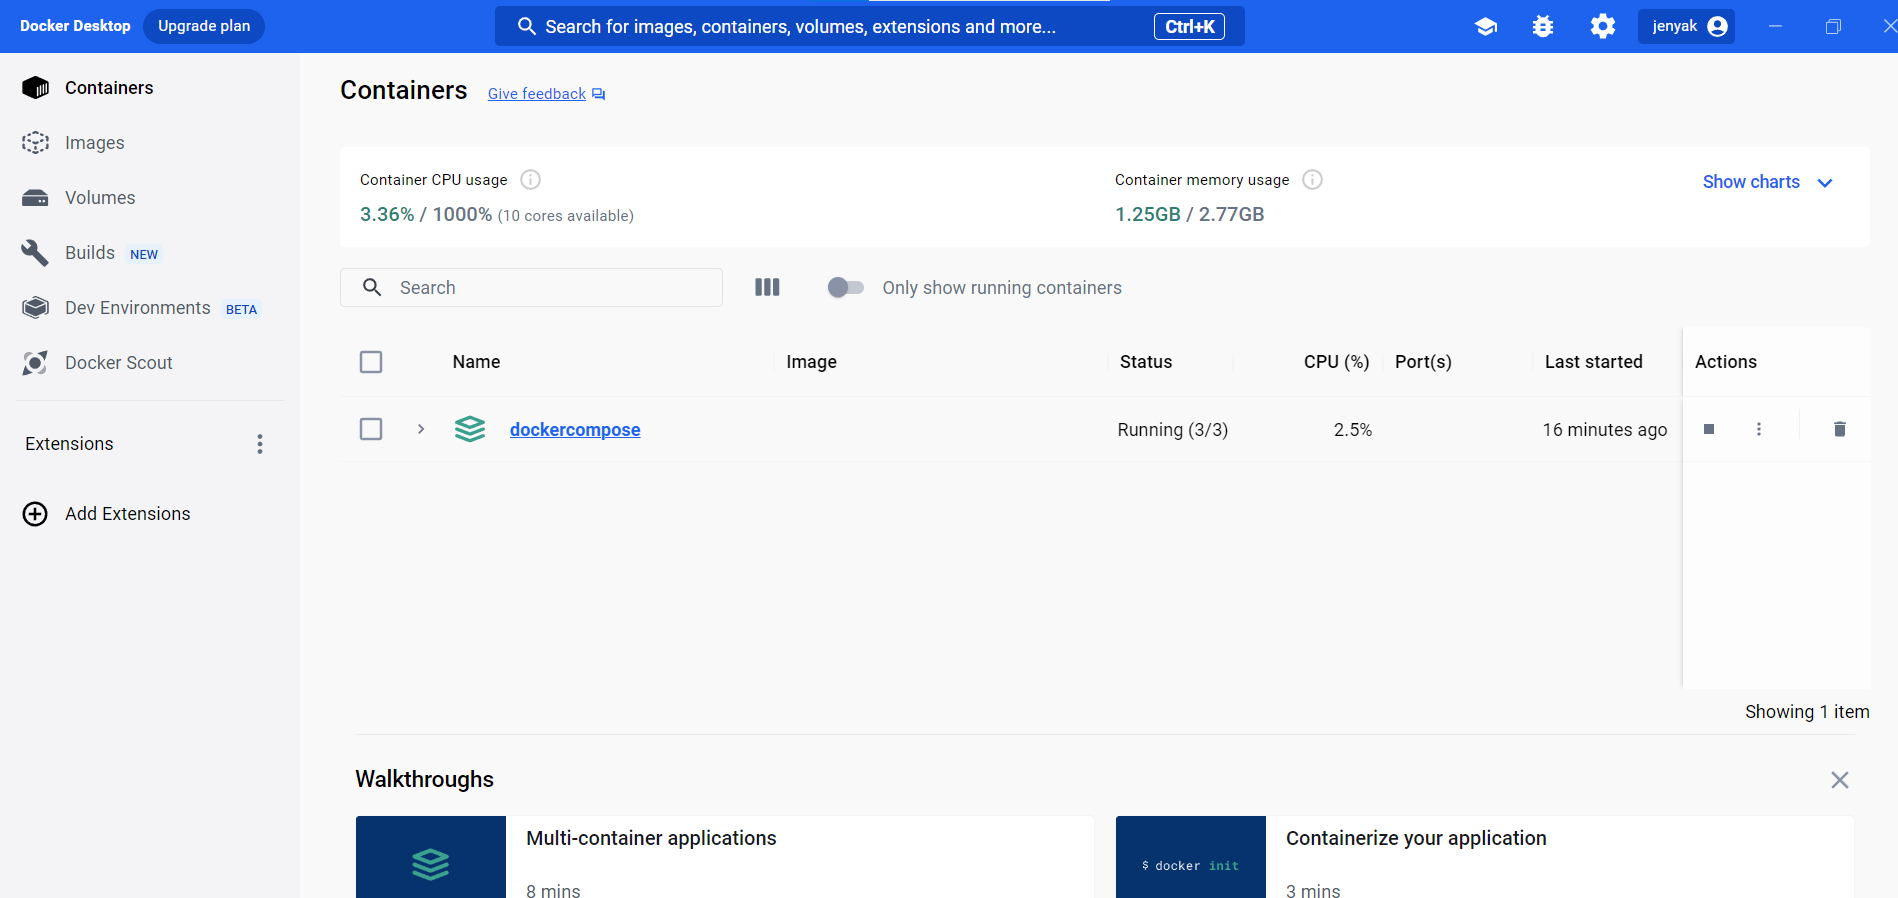 Docker Desktop Upgrade plan Search for images, containers, volumes, extensions and more... Ctrl+K jenyak
Containers
Images
Volumes
Builds NEW
Dev Environments BETA
Docker Scout
Extensions
Add Extensions
Containers Give feedback
Container CPU usage
3.36% / 1000% (10 cores available)
Container memory usage
1.25GB / 2.77GB
Show charts
Search Only show running containers
Name Image Status CPU (%) Port(s) Last started Actions
dockercompose Running (3/3) 2.5% 16 minutes ago
Showing 1 item
Walkthroughs
Multi-container applications
8 mins
$ docker init
Containerize your application
3 mins